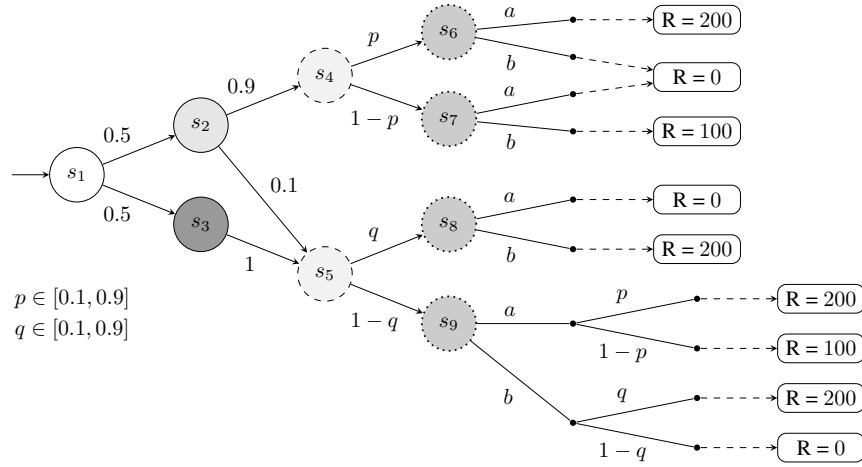 a
R = 200
s6
p
b
0.9
s4
R = 0
a
1 − p
s7
0.5
s2
b
R = 100
s1
0.1
a
R = 0
0.5
q
s8
s3
b
R = 200
1
s5
p ∈ [0.1, 0.9]
1 − q
a
p
R = 200
q ∈ [0.1, 0.9]
s9
1 − p
R = 100
b
q
R = 200
1 − q
R = 0